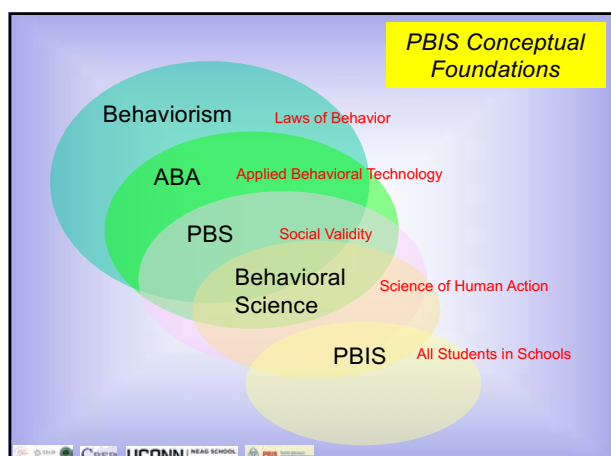 PBIS Conceptual
Foundations
Behaviorism
Laws of Behavior
ABA
Applied Behavioral Technology
PBS
Social Validity
Behavioral
Science
Science of Human Action
PBIS
All Students in Schools
UCONN | NEAG SCHOOL
PBIS